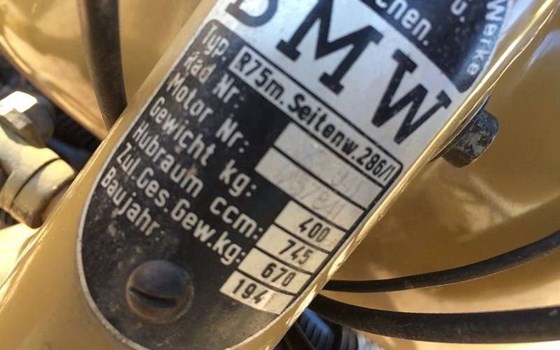 u.
Werke
chen.
BMW
Typ R75m.Seitenw.286/1
Rad Nr:
Motor Nr:
Gewicht kg: 400
Hubraum ccm: 745
Zul.Ges.Gew.kg: 670
Baujahr 194